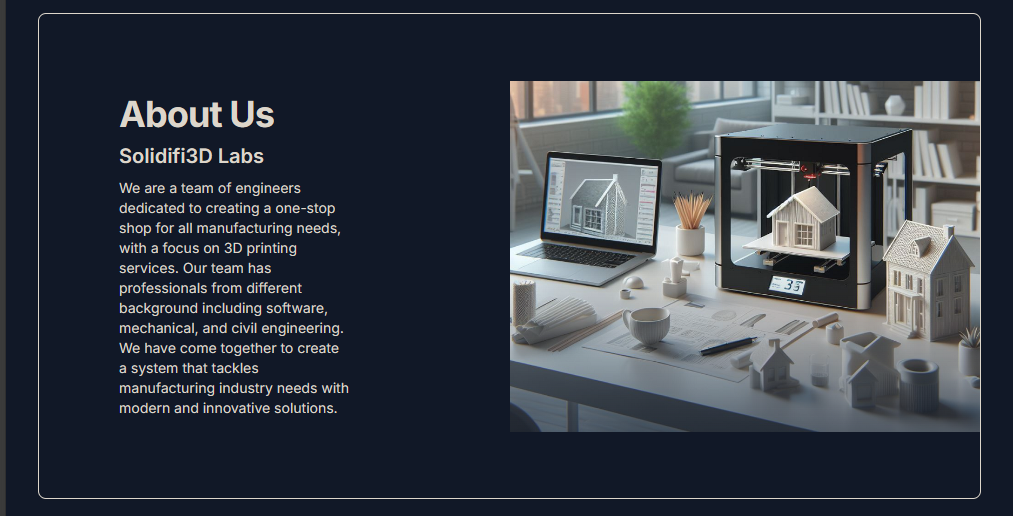 About Us
Solidifi3D Labs
We are a team of engineers
dedicated to creating a one-stop
shop for all manufacturing needs,
with a focus on 3D printing
services. Our team has
professionals from different
background including software,
mechanical, and civil engineering.
We have come together to create
a system that tackles
manufacturing industry needs with
modern and innovative solutions.